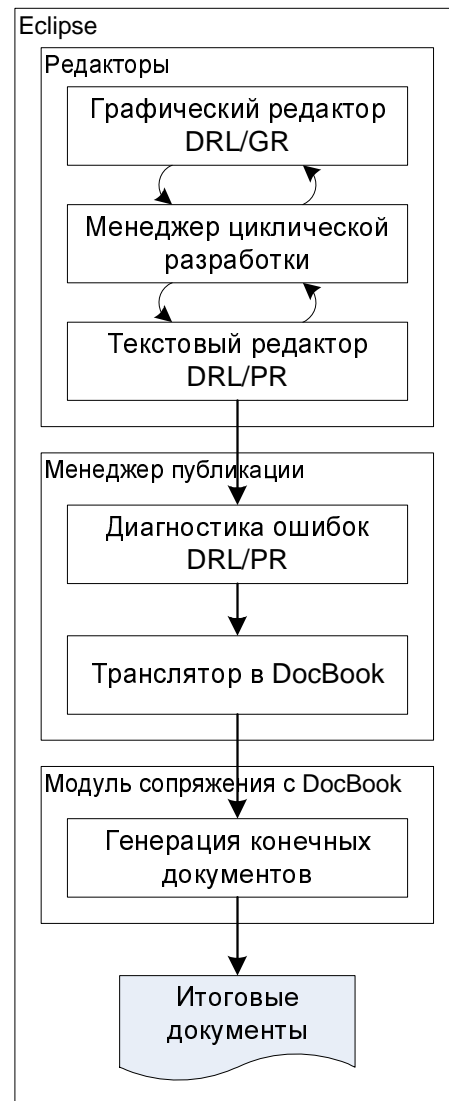 Eclipse
Редакторы
Графический редактор
DRL/GR
Менеджер циклической
разработки
Текстовый редактор
DRL/PR
Менеджер публикации
Диагностика ошибок
DRL/PR
Транслятор в DocBook
Модуль сопряжения с DocBook
Генерация конечных
документов
Итоговые
документы